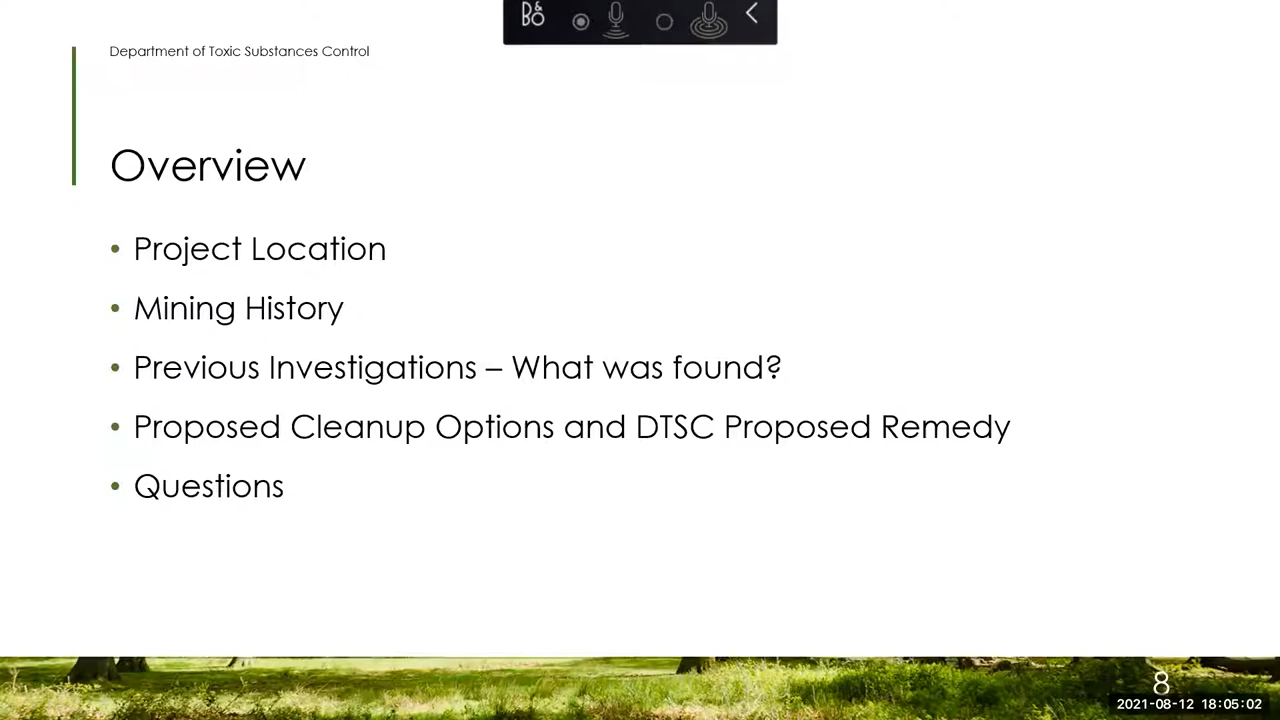 B&O
Department of Toxic Substances Control
Overview
• Project Location
• Mining History
• Previous Investigations – What was found?
• Proposed Cleanup Options and DTSC Proposed Remedy
• Questions
8
2021-08-12 18:05:02